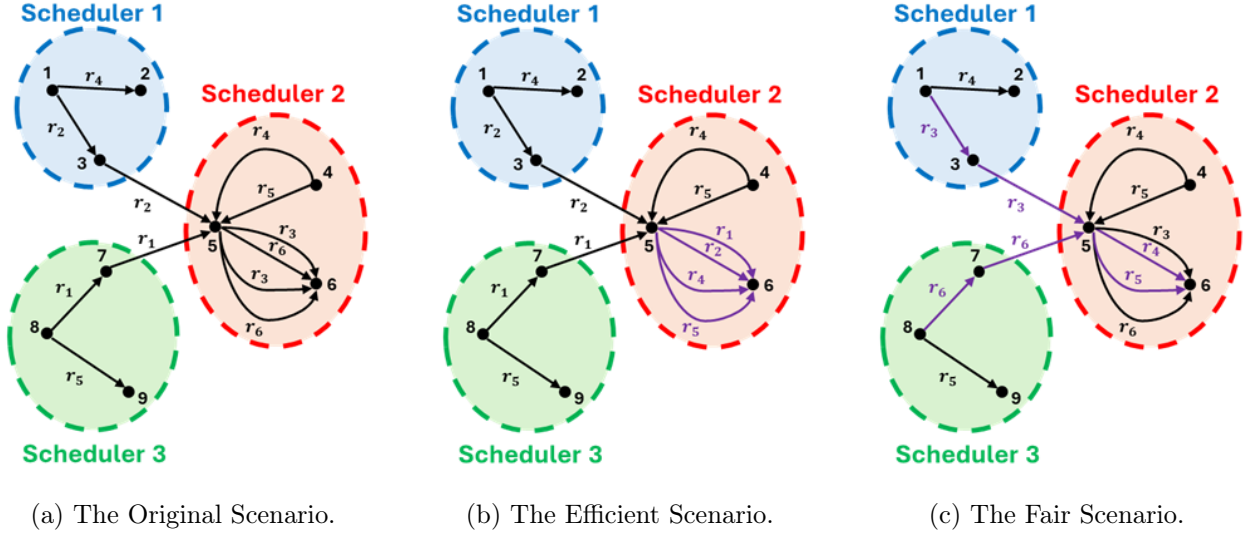 Scheduler 1
1
r4
2
r2
3
r2
Scheduler 2
r4
4
r5
5
r3
r6
r3
6
r6
r1
7
r1
8
r5
9
Scheduler 3
(a) The Original Scenario.
Scheduler 1
1
r4
2
r2
3
r2
Scheduler 2
r4
4
r5
5
r1
r2
r4
6
r5
r1
7
r1
8
r5
9
Scheduler 3
(b) The Efficient Scenario.
Scheduler 1
1
r4
2
r3
3
r3
Scheduler 2
r4
4
r5
5
r3
r4
r5
6
r6
r6
7
r6
8
r5
9
Scheduler 3
(c) The Fair Scenario.